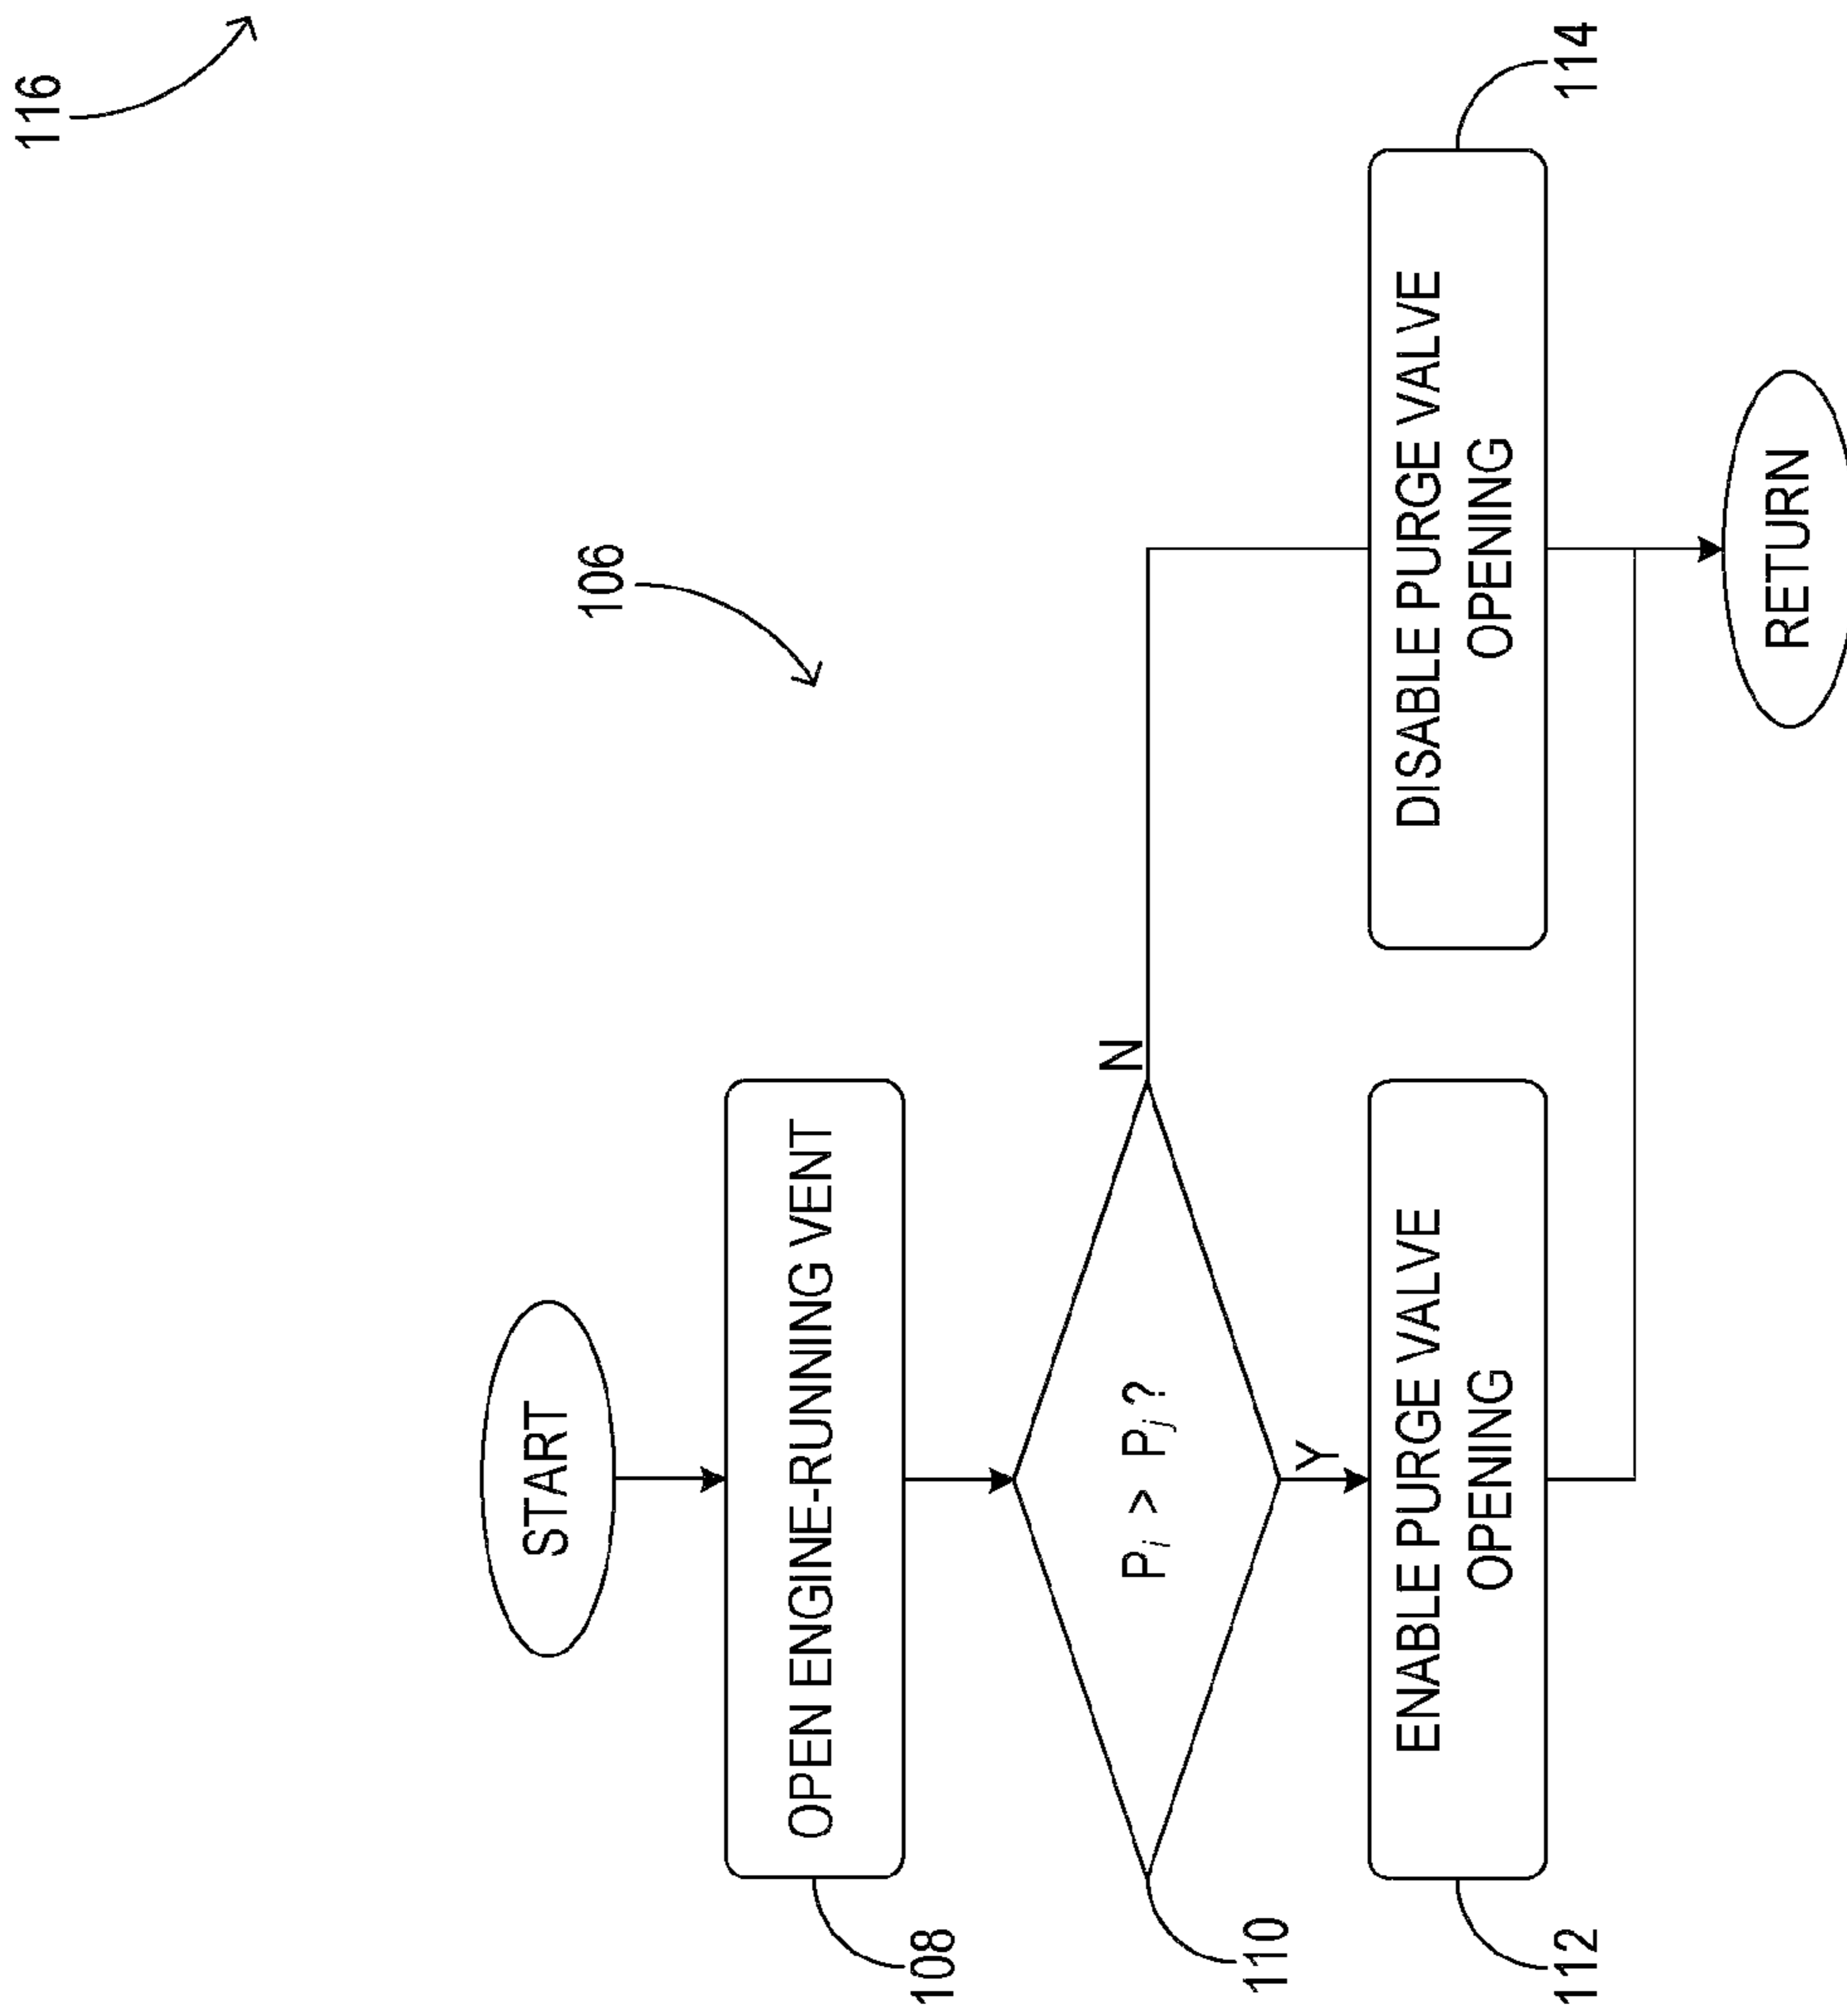 116
106
START
OPEN ENGINE-RUNNING VENT
108
Pi > Pj ?
N
110
Y
ENABLE PURGE VALVE
OPENING
112
DISABLE PURGE VALVE
OPENING
114
RETURN